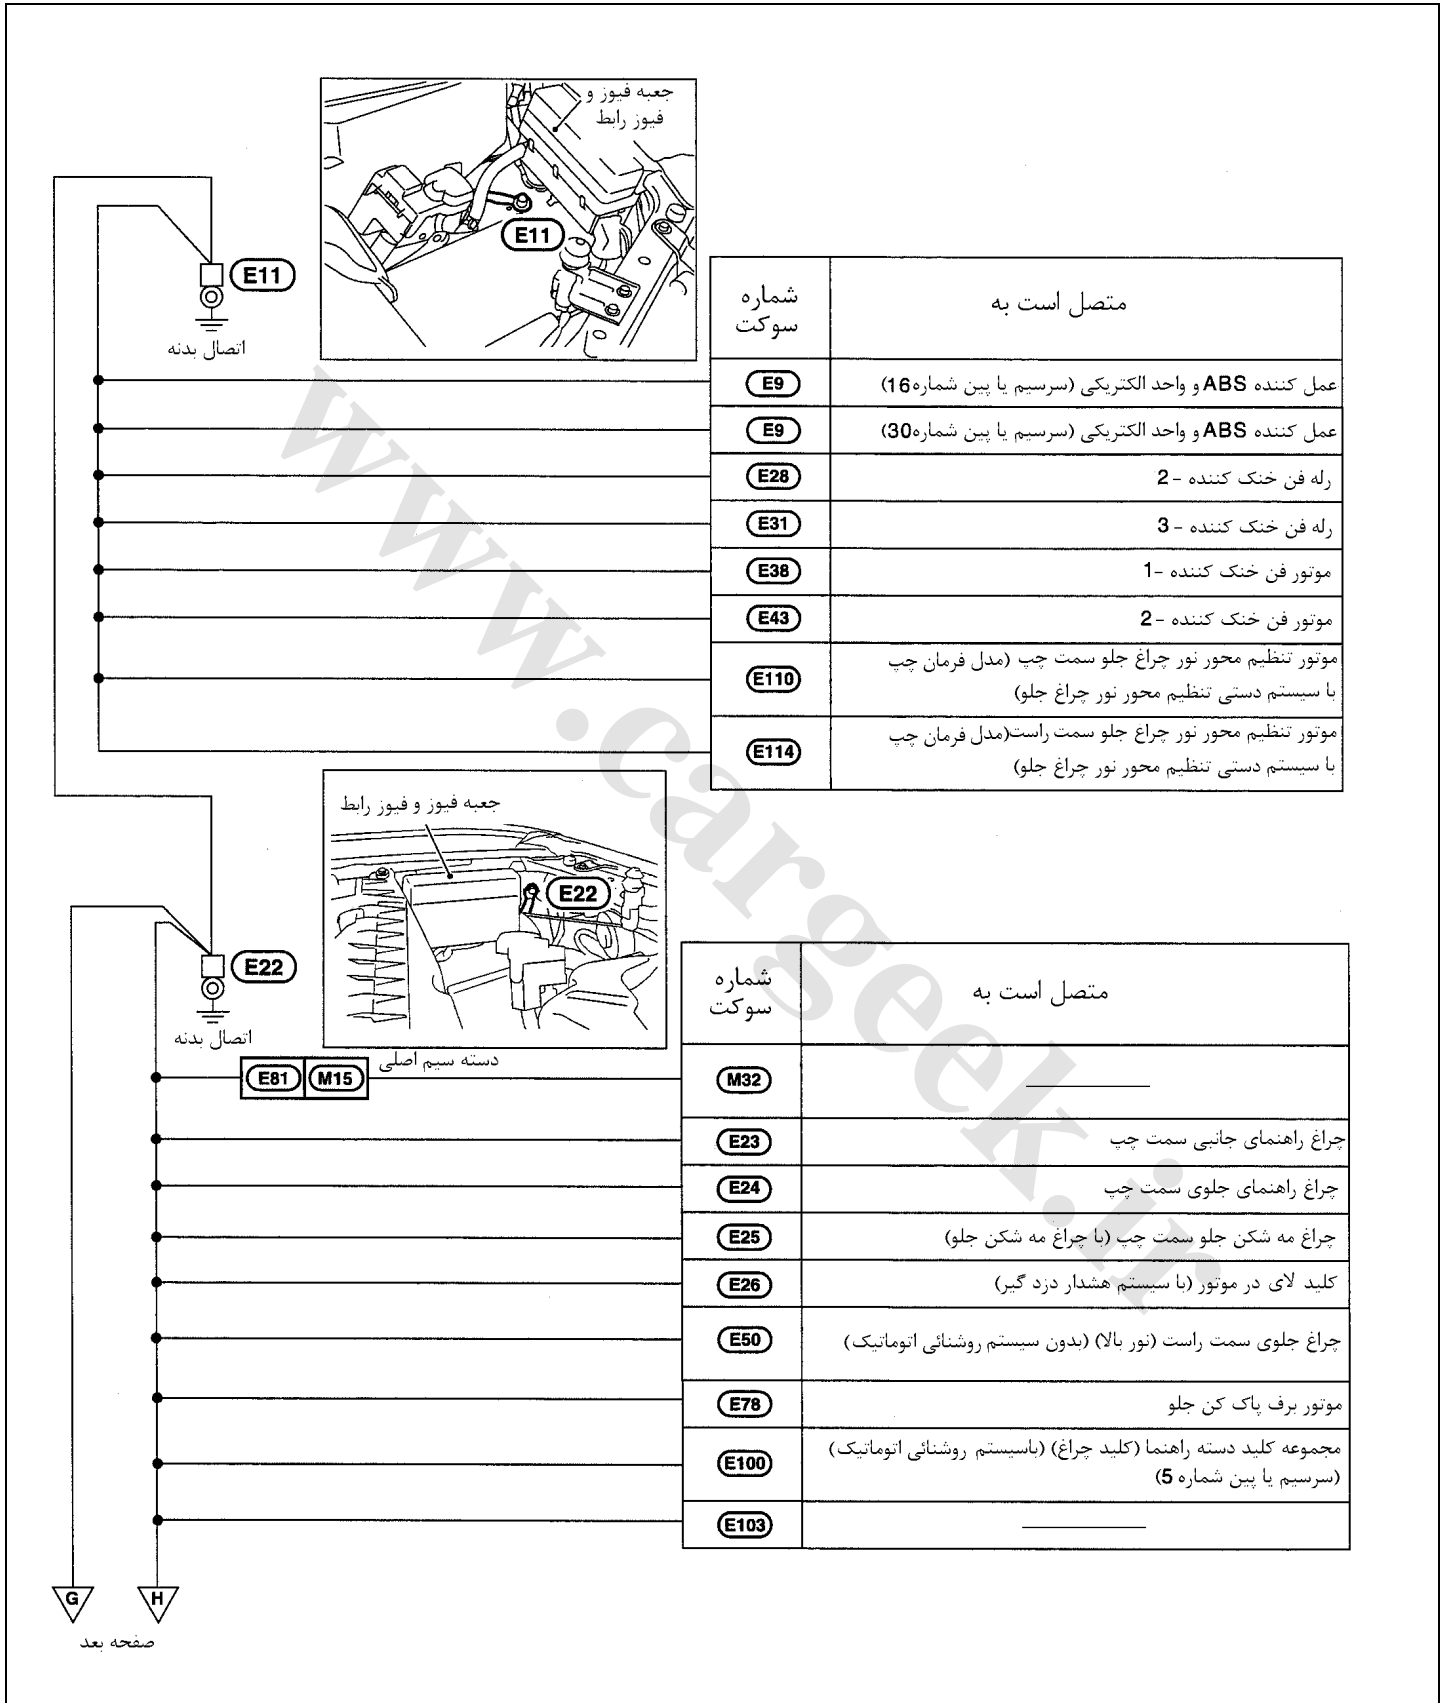 جعبه فیوز و
فیوز رابط
E11
E11
اتصال بدنه
شماره سوکت
متصل است به
E9
عمل کننده ABS و واحد الکتریکی (سرسیم یا پین شماره16)
E9
عمل کننده ABS و واحد الکتریکی (سرسیم یا پین شماره30)
E28
رله فن خنک کننده - 2
E31
رله فن خنک کننده - 3
E38
موتور فن خنک کننده -1
E43
موتور فن خنک کننده - 2
E110
موتور تنظیم محور نور چراغ جلو سمت چپ (مدل فرمان چپ
با سیستم دستی تنظیم محور نور چراغ جلو)
E114
موتور تنظیم محور نور چراغ جلو سمت راست(مدل فرمان چپ
با سیستم دستی تنظیم محور نور چراغ جلو)
جعبه فیوز و فیوز رابط
E22
E22
اتصال بدنه
شماره سوکت
متصل است به
دسته سیم اصلی
E81 M15
M32
E23
چراغ راهنمای جانبی سمت چپ
E24
چراغ راهنمای جلوی سمت چپ
E25
چراغ مه شکن جلو سمت چپ (با چراغ مه شکن جلو)
E26
کلید لای در موتور (با سیستم هشدار دزد گیر)
E50
چراغ جلوی سمت راست (نور بالا) (بدون سیستم روشنائی اتوماتیک)
E78
موتور برف پاک کن جلو
E100
مجموعه کلید دسته راهنما (کلید چراغ) (باسیستم روشنائی اتوماتیک)
(سرسیم یا پین شماره 5)
E103
G
H
صفحه بعد
www.cargeek.ir